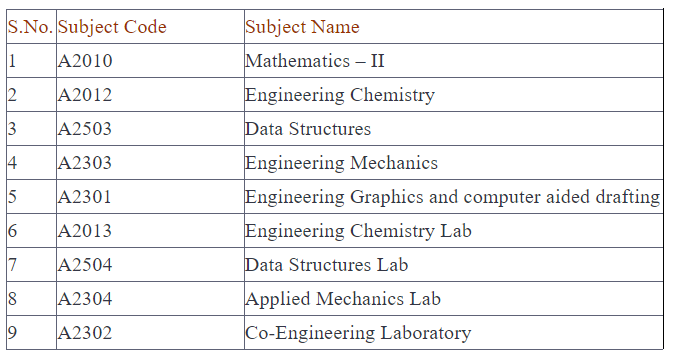 S.No. Subject Code Subject Name
1 A2010 Mathematics – II
2 A2012 Engineering Chemistry
3 A2503 Data Structures
4 A2303 Engineering Mechanics
5 A2301 Engineering Graphics and computer aided drafting
6 A2013 Engineering Chemistry Lab
7 A2504 Data Structures Lab
8 A2304 Applied Mechanics Lab
9 A2302 Co-Engineering Laboratory